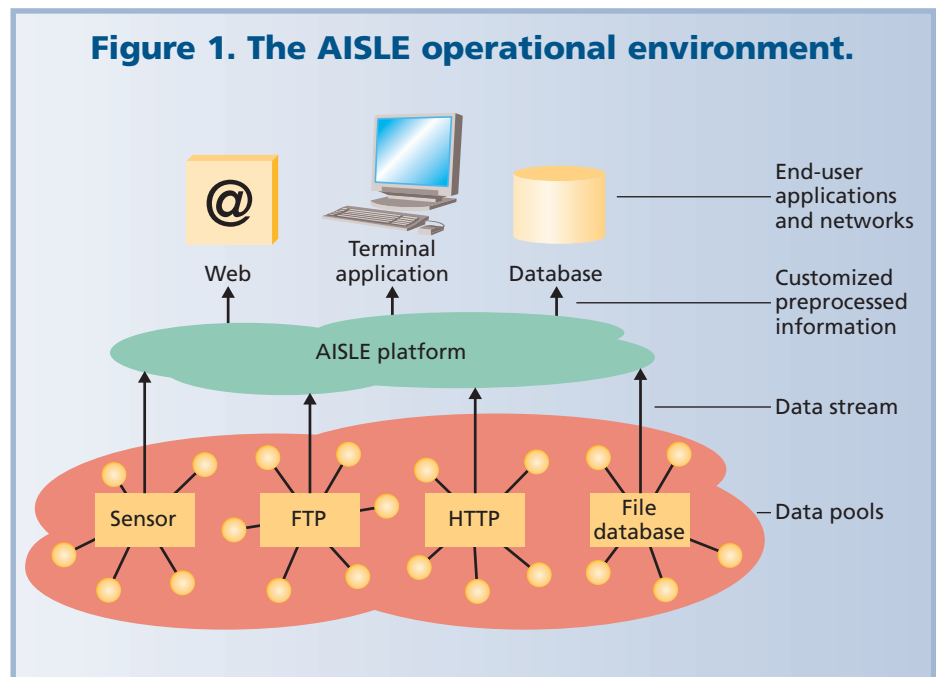 Figure 1. The AISLE operational environment.
@
Web
Terminal
application
Database
End-user
applications
and networks
Customized
preprocessed
information
AISLE platform
Data stream
Sensor
FTP
HTTP
File
database
Data pools